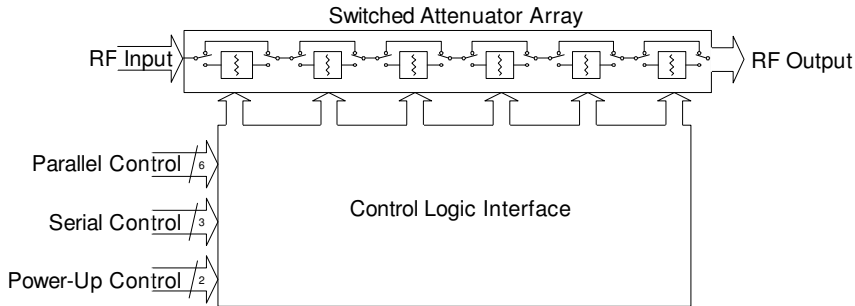 Switched Attenuator Array
RF Input
RF Output
Parallel Control
6
Serial Control
3
Control Logic Interface
Power-Up Control
2